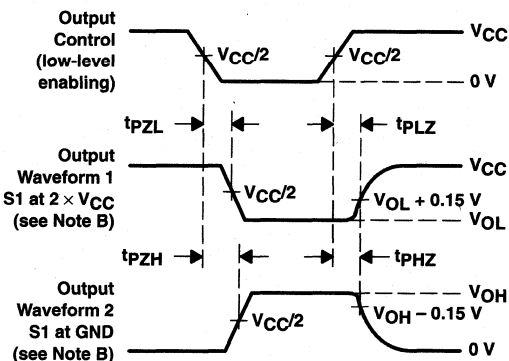 Output
Control
(low-level
enabling)
VCC/2
VCC/2
VCC
0 V
tPZL
tPLZ
Output
Waveform 1
S1 at 2 × VCC
(see Note B)
VCC/2
VCC
VOL + 0.15 V
VOL
tPZH
tPHZ
Output
Waveform 2
S1 at GND
(see Note B)
VCC/2
VOH
VOH − 0.15 V
0 V